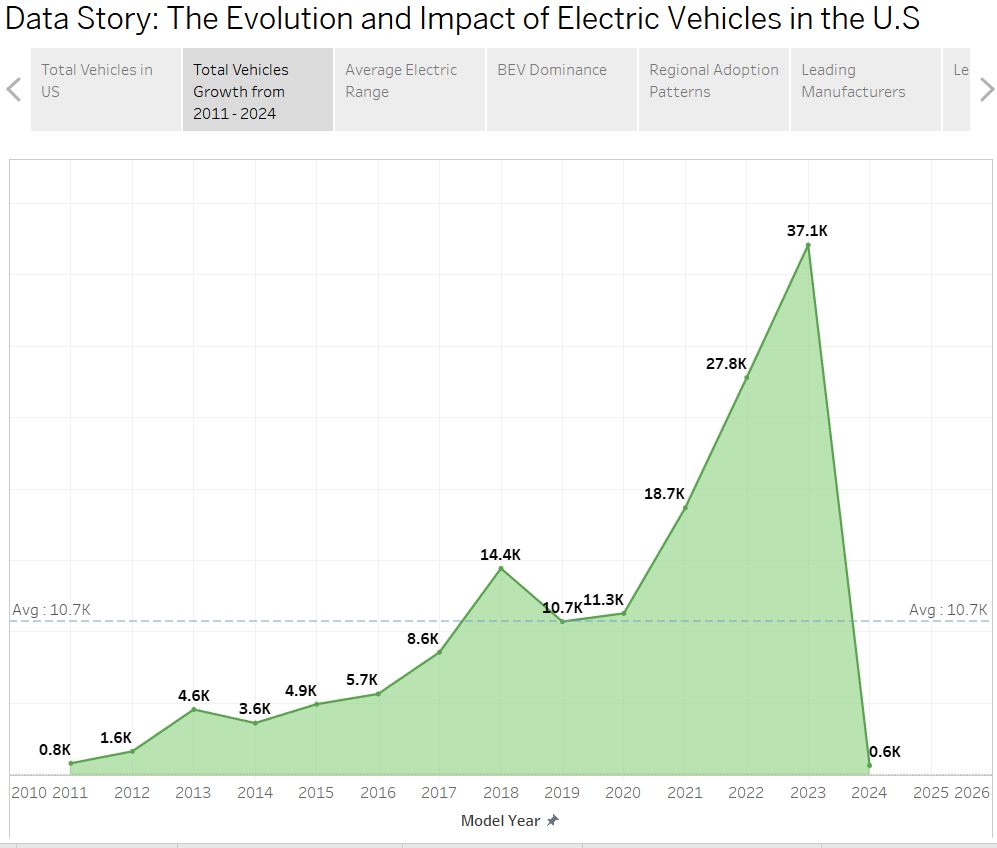 Data Story: The Evolution and Impact of Electric Vehicles in the U.S
Total Vehicles in
US
Total Vehicles
Growth from
2011 - 2024
Average Electric
Range
BEV Dominance
Regional Adoption
Patterns
Leading
Manufacturers
Le
37.1K
27.8K
18.7K
14.4K
10.7K
11.3K
Avg : 10.7K
Avg : 10.7K
8.6K
5.7K
4.9K
4.6K
3.6K
1.6K
0.8K
0.6K
2010 2011 2012 2013 2014 2015 2016 2017 2018 2019 2020 2021 2022 2023 2024 2025 2026
Model Year